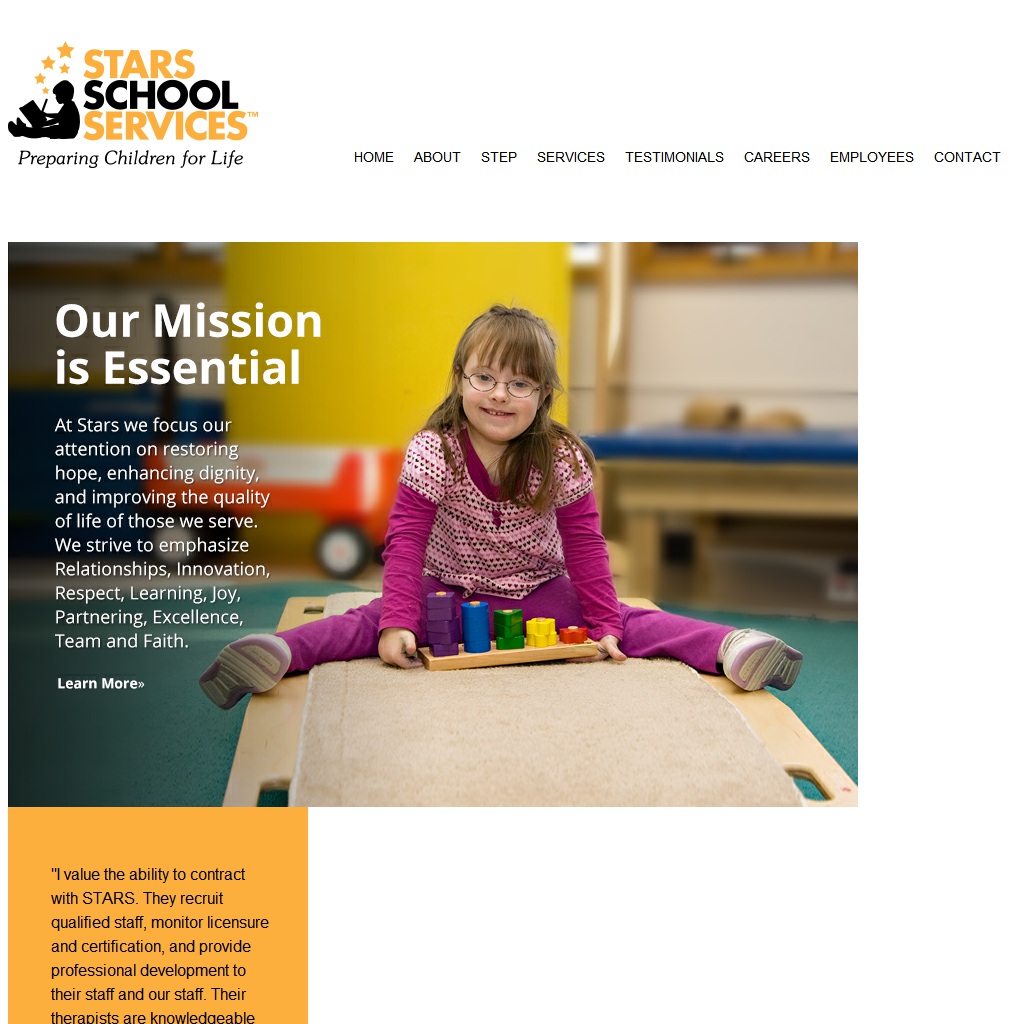 STARS
SCHOOL
SERVICES™
Preparing Children for Life
HOME ABOUT STEP SERVICES TESTIMONIALS CAREERS EMPLOYEES CONTACT
Our Mission
is Essential
At Stars we focus our
attention on restoring
hope, enhancing dignity,
and improving the quality
of life of those we serve.
We strive to emphasize
Relationships, Innovation,
Respect, Learning, Joy,
Partnering, Excellence,
Team and Faith.
Learn More»
"I value the ability to contract
with STARS. They recruit
qualified staff, monitor licensure
and certification, and provide
professional development to
their staff and our staff. Their
therapists are knowledgeable